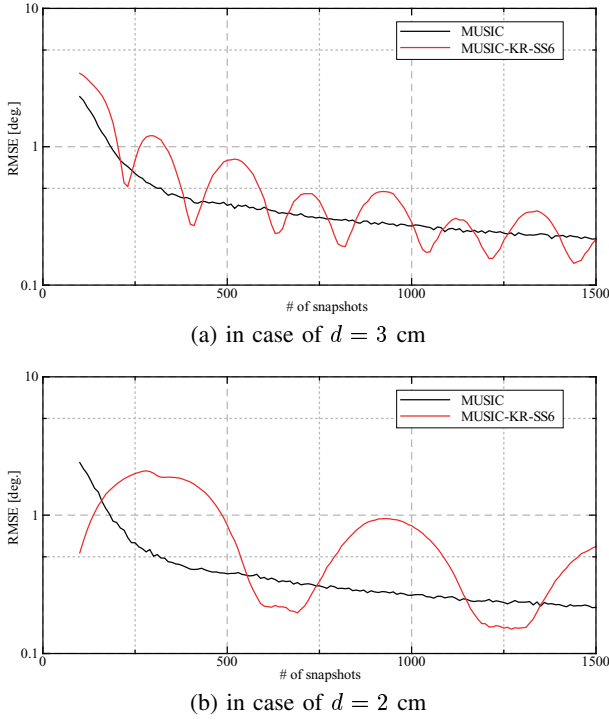 10
MUSIC
MUSIC-KR-SS6
RMSE [deg.]
1
0.1
0
500
1000
1500
# of snapshots
(a) in case of d = 3 cm
10
MUSIC
MUSIC-KR-SS6
RMSE [deg.]
1
0.1
0
500
1000
1500
# of snapshots
(b) in case of d = 2 cm